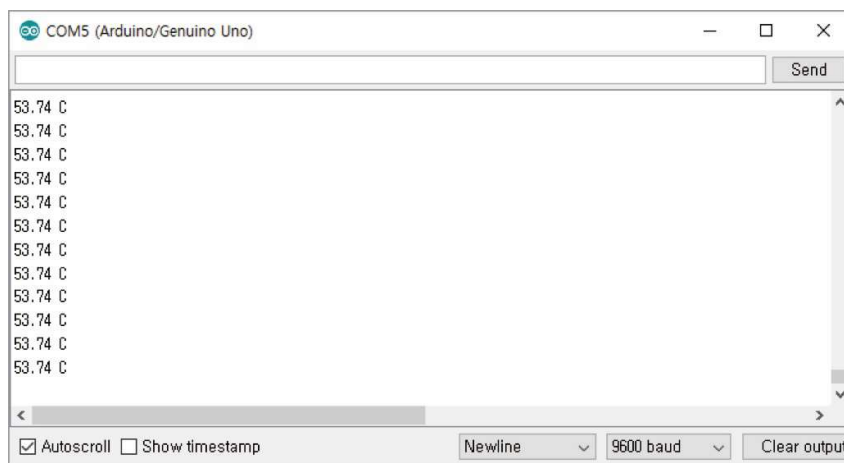 COM5 (Arduino/Genuino Uno)
Send
53.74 C
53.74 C
53.74 C
53.74 C
53.74 C
53.74 C
53.74 C
53.74 C
53.74 C
53.74 C
53.74 C
53.74 C
Autoscroll Show timestamp Newline 9600 baud Clear output